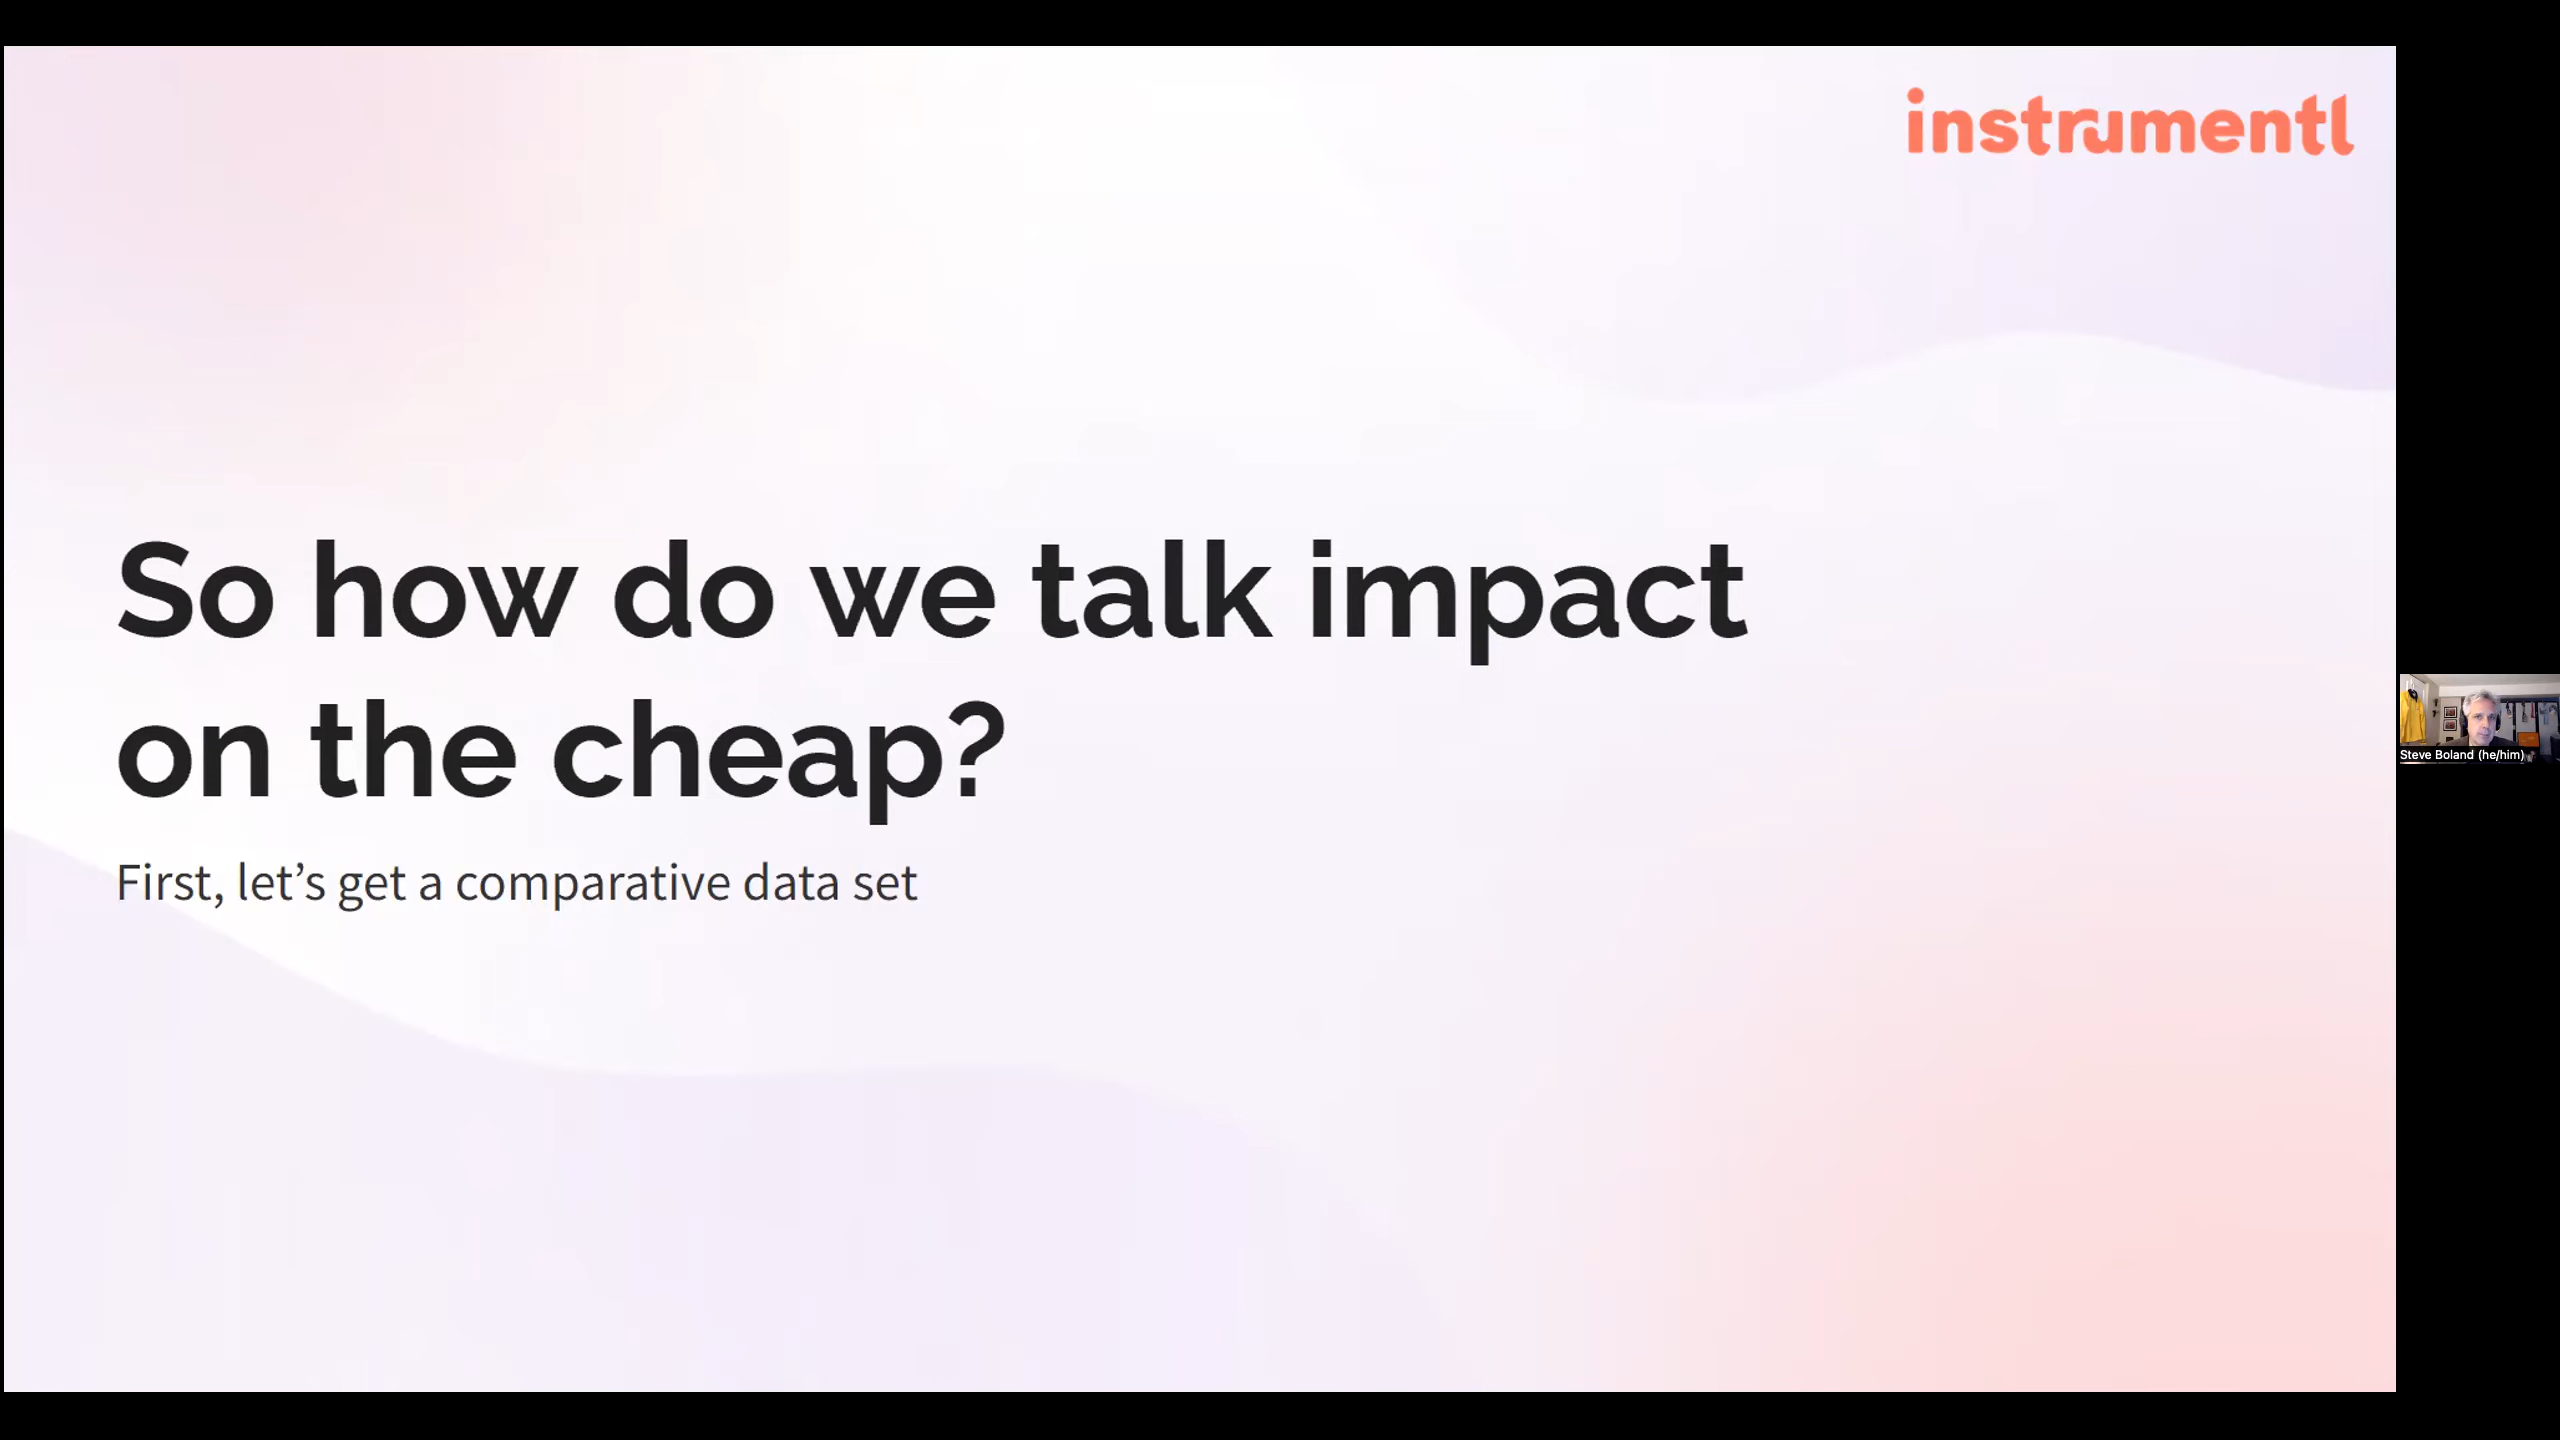 instrumentl
So how do we talk impact
on the cheap?
First, let’s get a comparative data set
Steve Boland (he/him)